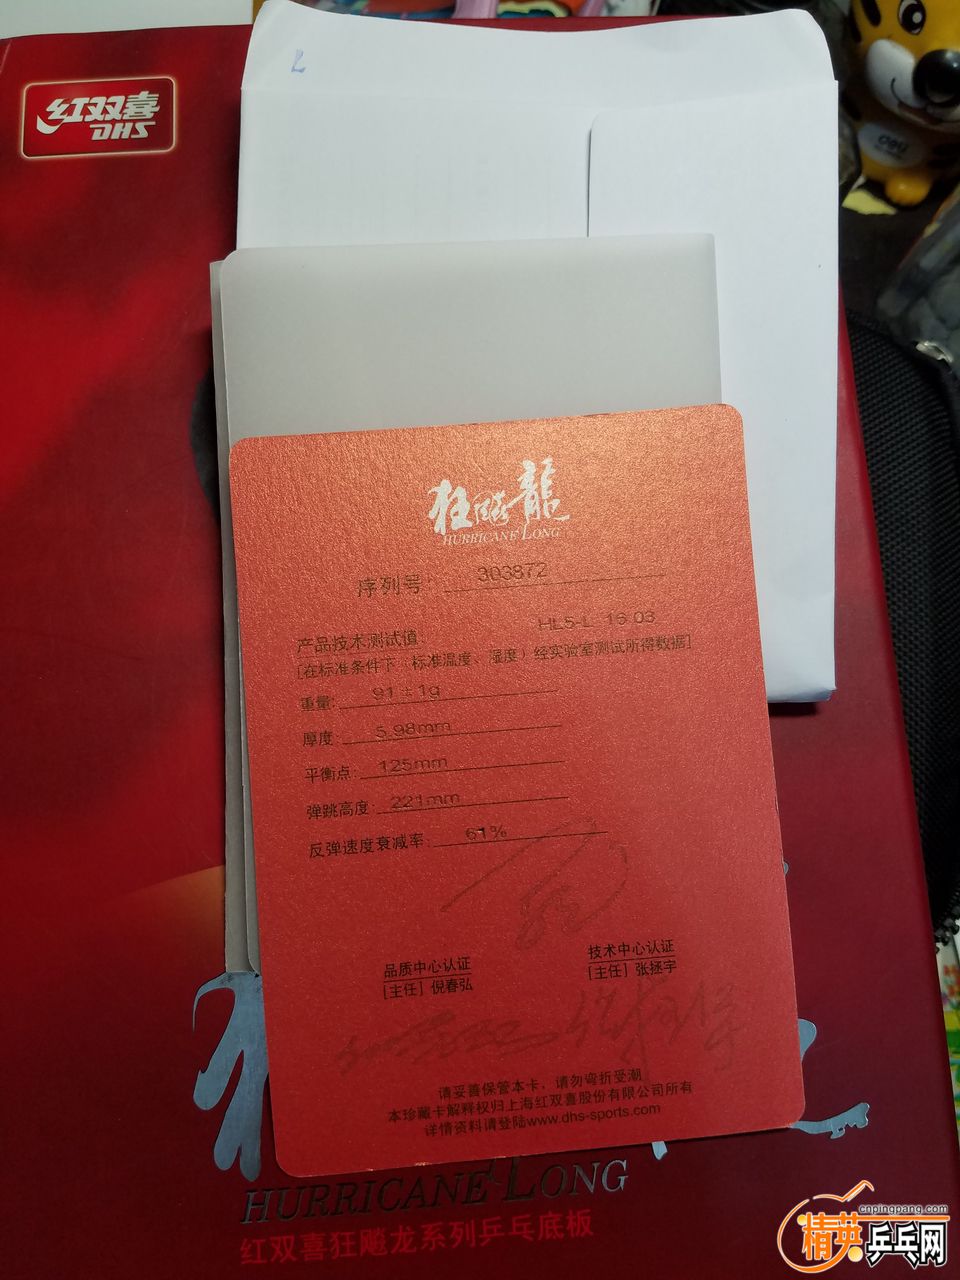 红双喜
DHS
L
deli
狂飚龍
HURRICANE LONG
序列号: 303872
HL5-L 16 03
产品技术测试值:
[在标准条件下（标准温度、湿度）经实验室测试所得数据]
重量: 91±1g
厚度: 5.98mm
平衡点: 125mm
弹跳高度: 221mm
反弹速度衰减率: 61%
品质中心认证 技术中心认证
[主任] 倪春弘 [主任] 张拯宇
请妥善保管本卡，请勿弯折受潮
本珍藏卡解释权归上海红双喜股份有限公司所有
详情资料请登陆www.dhs-sports.com
HURRICANE LONG
红双喜狂飚龙系列乒乓底板
cnpingpang.com
精英乒乓网